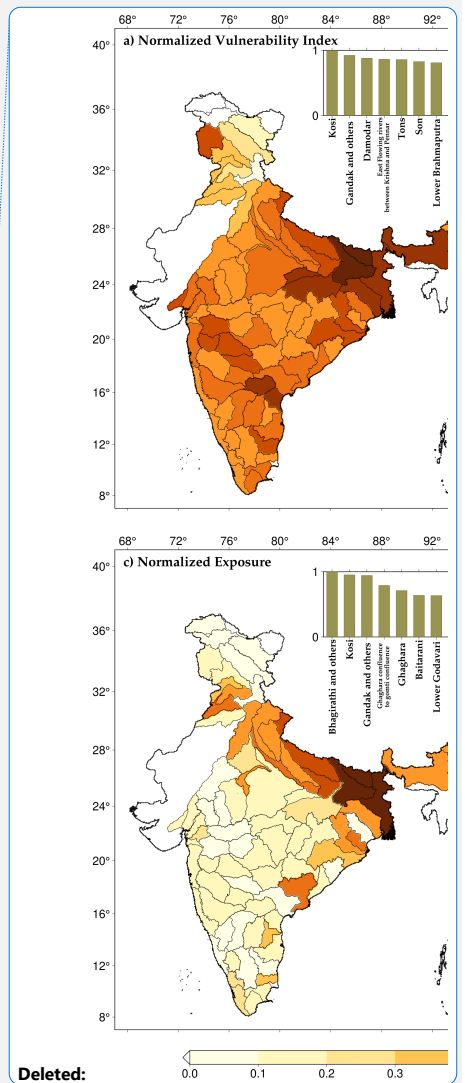 68° 72° 76° 80° 84° 88° 92°
40°
a) Normalized Vulnerability Index
1
0
Kosi
Gandak and others
Damodar
East Flowing rivers
between Krishna and Pennar
Tons
Son
Lower Brahmaputra
36°
32°
28°
24°
20°
16°
12°
8°
68° 72° 76° 80° 84° 88° 92°
40°
c) Normalized Exposure
1
0
Bhagirathi and others
Kosi
Gandak and others
Ghaghara confluence
to gomti confluence
Ghaghara
Baitarani
Lower Godavari
36°
32°
28°
24°
20°
16°
12°
8°
Deleted:
0.0 0.1 0.2 0.3